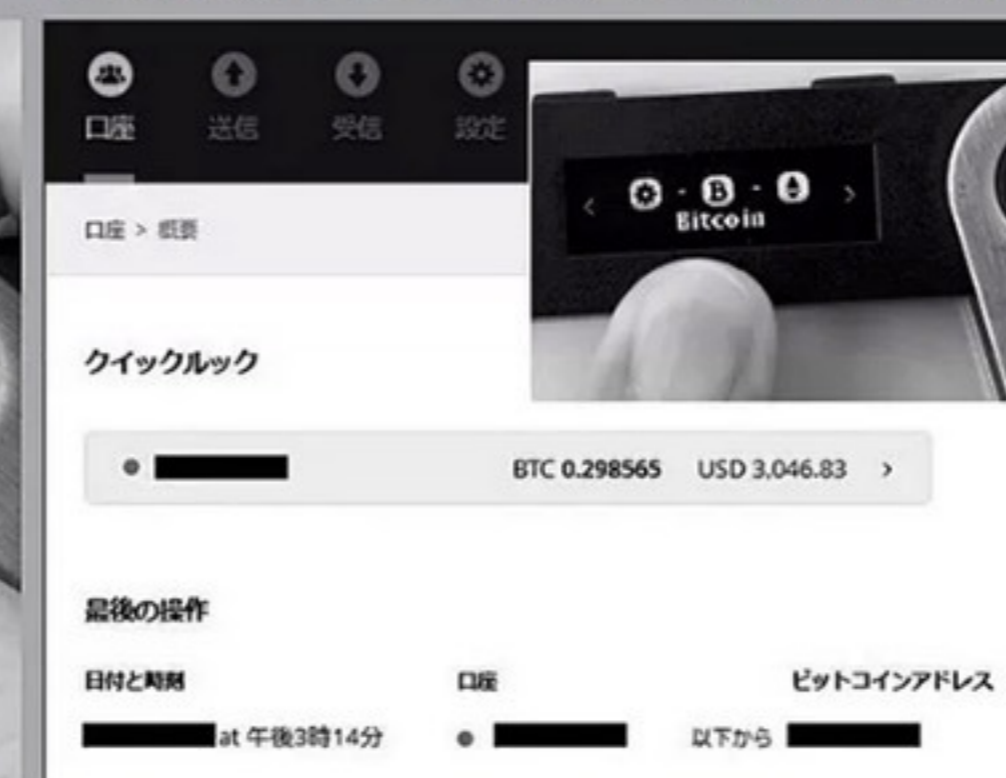 口座 送信 受信 設定
Bitcoin
口座 > 概要
クイックルック
BTC 0.298565 USD 3,046.83 >
最後の操作
日付と時刻 口座 ビットコインアドレス
at 午後3時14分 以下から